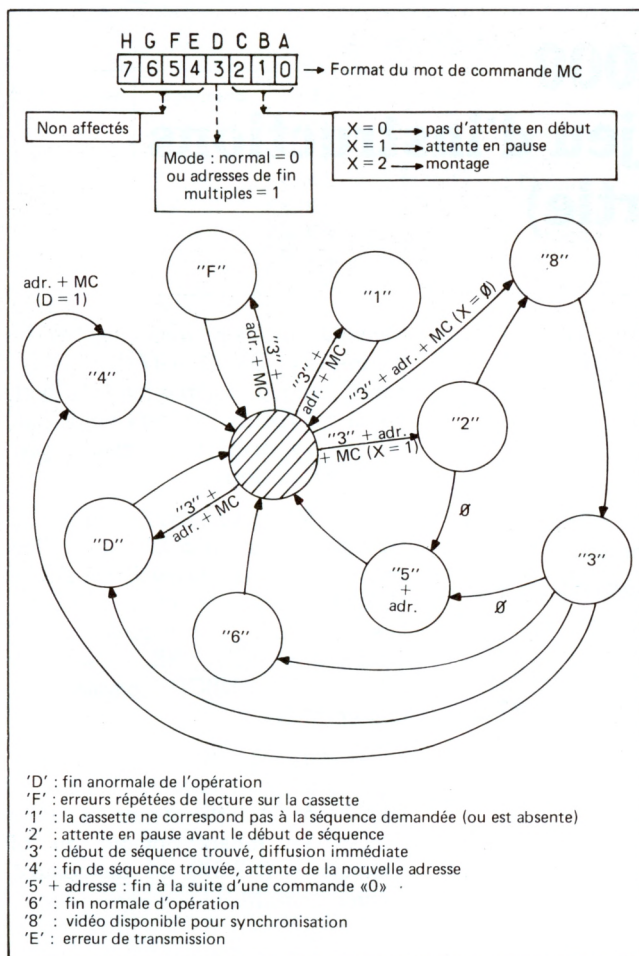 H G F E D C B A
7 6 5 4 3 2 1 0 → Format du mot de commande MC
Non affectés
Mode : normal = 0
ou adresses de fin
multiples = 1
X = 0 → pas d'attente en début
X = 1 → attente en pause
X = 2 → montage
adr. + MC
(D = 1)
"F"
"1"
"8"
"4"
"3" +
adr. + MC
"3" +
adr. + MC
"3" + adr. + MC (X = Ø)
"3" + adr.
+ MC (X = 1)
"2"
"3" +
adr. + MC
"D"
Ø
"5"
+
adr.
Ø
"3"
"6"
'D' : fin anormale de l'opération
'F' : erreurs répétées de lecture sur la cassette
'1' : la cassette ne correspond pas à la séquence demandée (ou est absente)
'2' : attente en pause avant le début de séquence
'3' : début de séquence trouvé, diffusion immédiate
'4' : fin de séquence trouvée, attente de la nouvelle adresse
'5' + adresse : fin à la suite d'une commande «0»
'6' : fin normale d'opération
'8' : vidéo disponible pour synchronisation
'E' : erreur de transmission